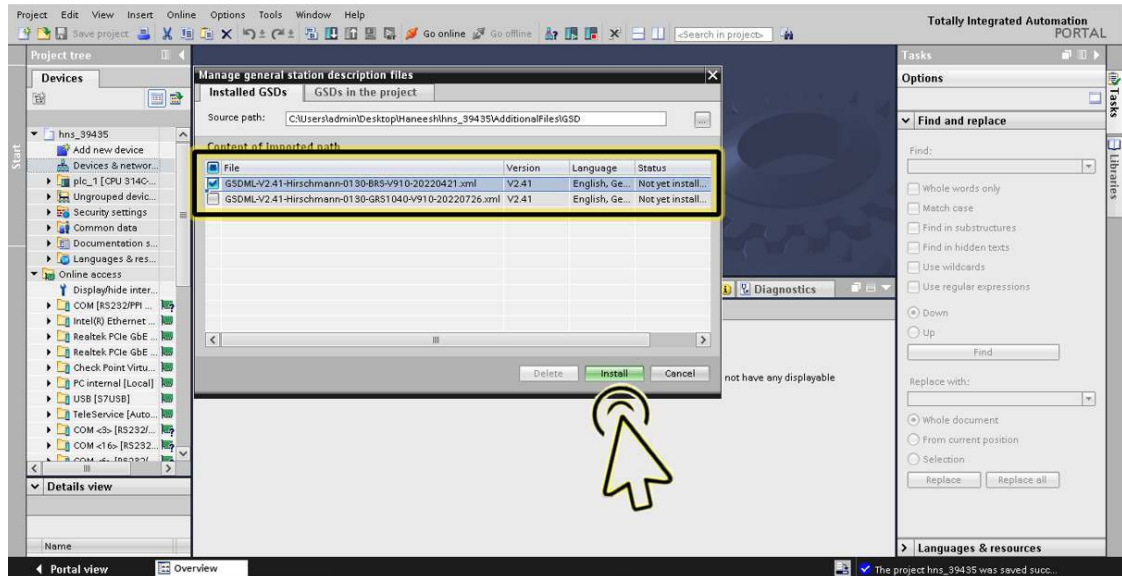 Project Edit View Insert Online Options Tools Window Help
Totally Integrated Automation
PORTAL
Save project Go online Go offline <Search in project>
Project tree
Devices
hns_39435
Add new device
Devices & networ...
plc_1 [CPU 314C-...
Ungrouped devic...
Security settings
Common data
Documentation s...
Languages & res...
Online access
Display/hide inter...
COM [RS232/PPI ...
Intel(R) Ethernet ...
Realtek PCIe GbE ...
Realtek PCIe GbE ...
Check Point Virtu...
PC internal [Local]
USB [S7USB]
TeleService [Auto...
COM <3> [RS232/...
COM <16> [RS232...
Details view
Name
Start
Manage general station description files
Installed GSDs GSDs in the project
Source path: C:\Users\admin\Desktop\Haneesh\hns_39435\AdditionalFiles\GSD ...
Content of imported path
File Version Language Status
GSDML-V2.41-Hirschmann-0130-BRS-V910-20220421.xml V2.41 English, Ge... Not yet install...
GSDML-V2.41-Hirschmann-0130-GRS1040-V910-20220726.xml V2.41 English, Ge... Not yet install...
Delete Install Cancel
Diagnostics
not have any displayable
Tasks
Options
Find and replace
Find:
Whole words only
Match case
Find in substructures
Find in hidden texts
Use wildcards
Use regular expressions
Down
Up
Find
Replace with:
Whole document
From current position
Selection
Replace Replace all
Languages & resources
Tasks
Libraries
Portal view Overview The project hns_39435 was saved succ...